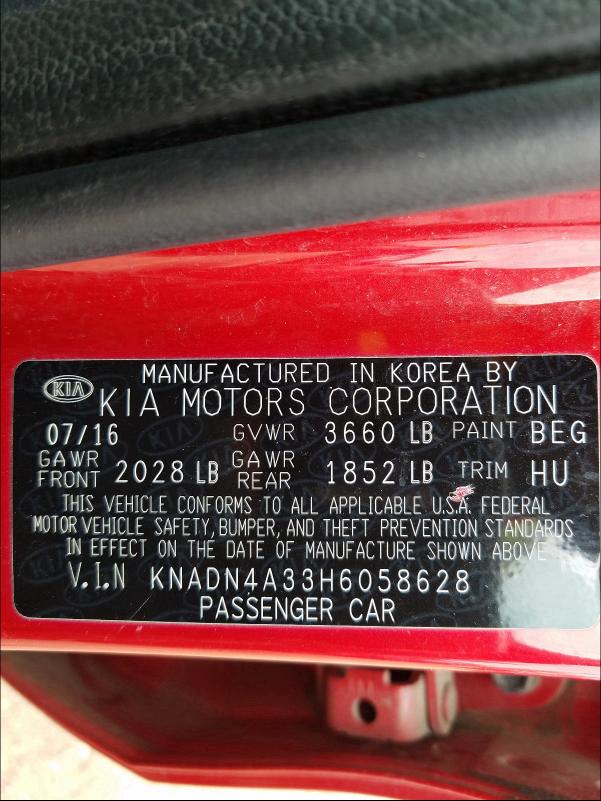 MANUFACTURED IN KOREA BY
KIA KIA MOTORS CORPORATION
07/16 GVWR 3660 LB PAINT BEG
GAWR FRONT 2028 LB GAWR REAR 1852 LB TRIM HU
THIS VEHICLE CONFORMS TO ALL APPLICABLE U.S.A. FEDERAL
MOTOR VEHICLE SAFETY, BUMPER, AND THEFT PREVENTION STANDARDS
IN EFFECT ON THE DATE OF MANUFACTURE SHOWN ABOVE
V.I.N KNADN4A33H6058628
PASSENGER CAR